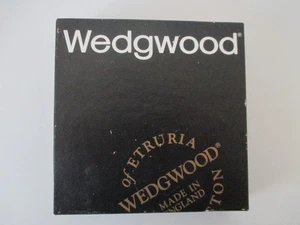 Wedgwood®
of ETRURIA
WEDGWOOD®
MADE IN
ENGLAND
TON